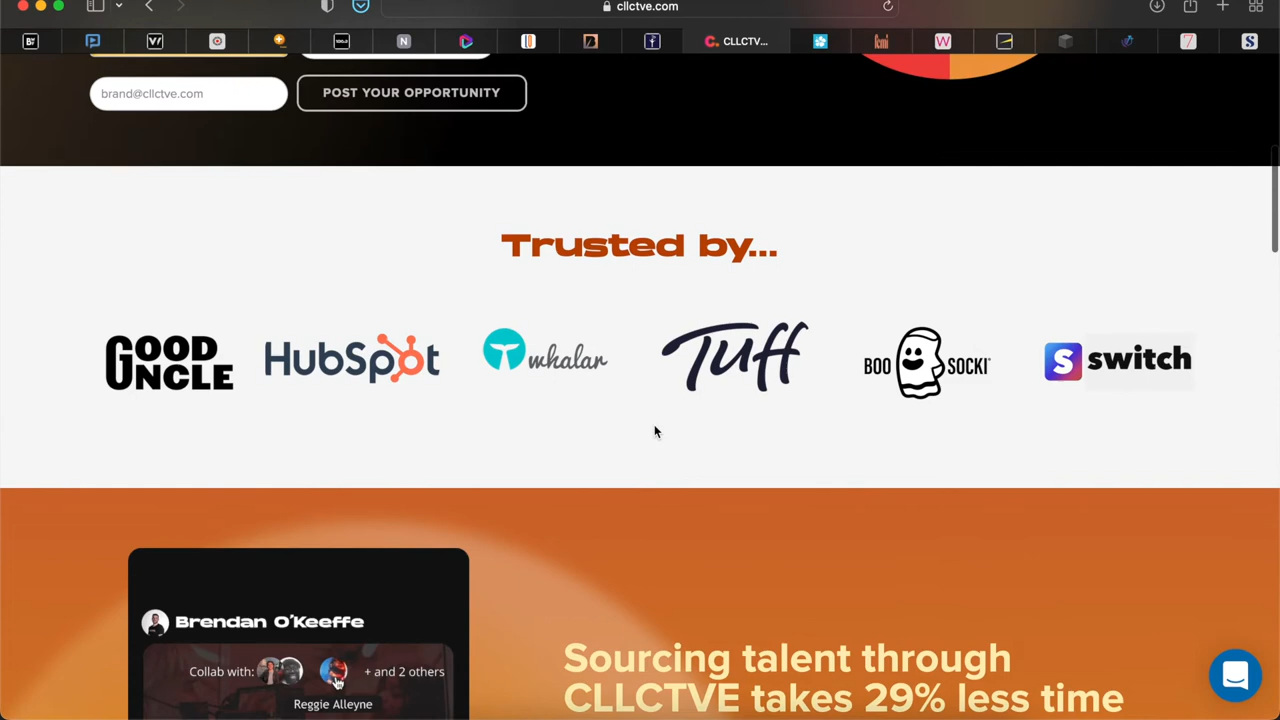 cllctve.com
CLLCTV...
brand@cllctve.com
POST YOUR OPPORTUNITY
Trusted by...
GOOD UNCLE
HubSpot
whalar
Tuff
BOO SOCKI
S switch
Brendan O'Keeffe
Collab with: + and 2 others
Reggie Alleyne
Sourcing talent through
CLLCTVE takes 29% less time